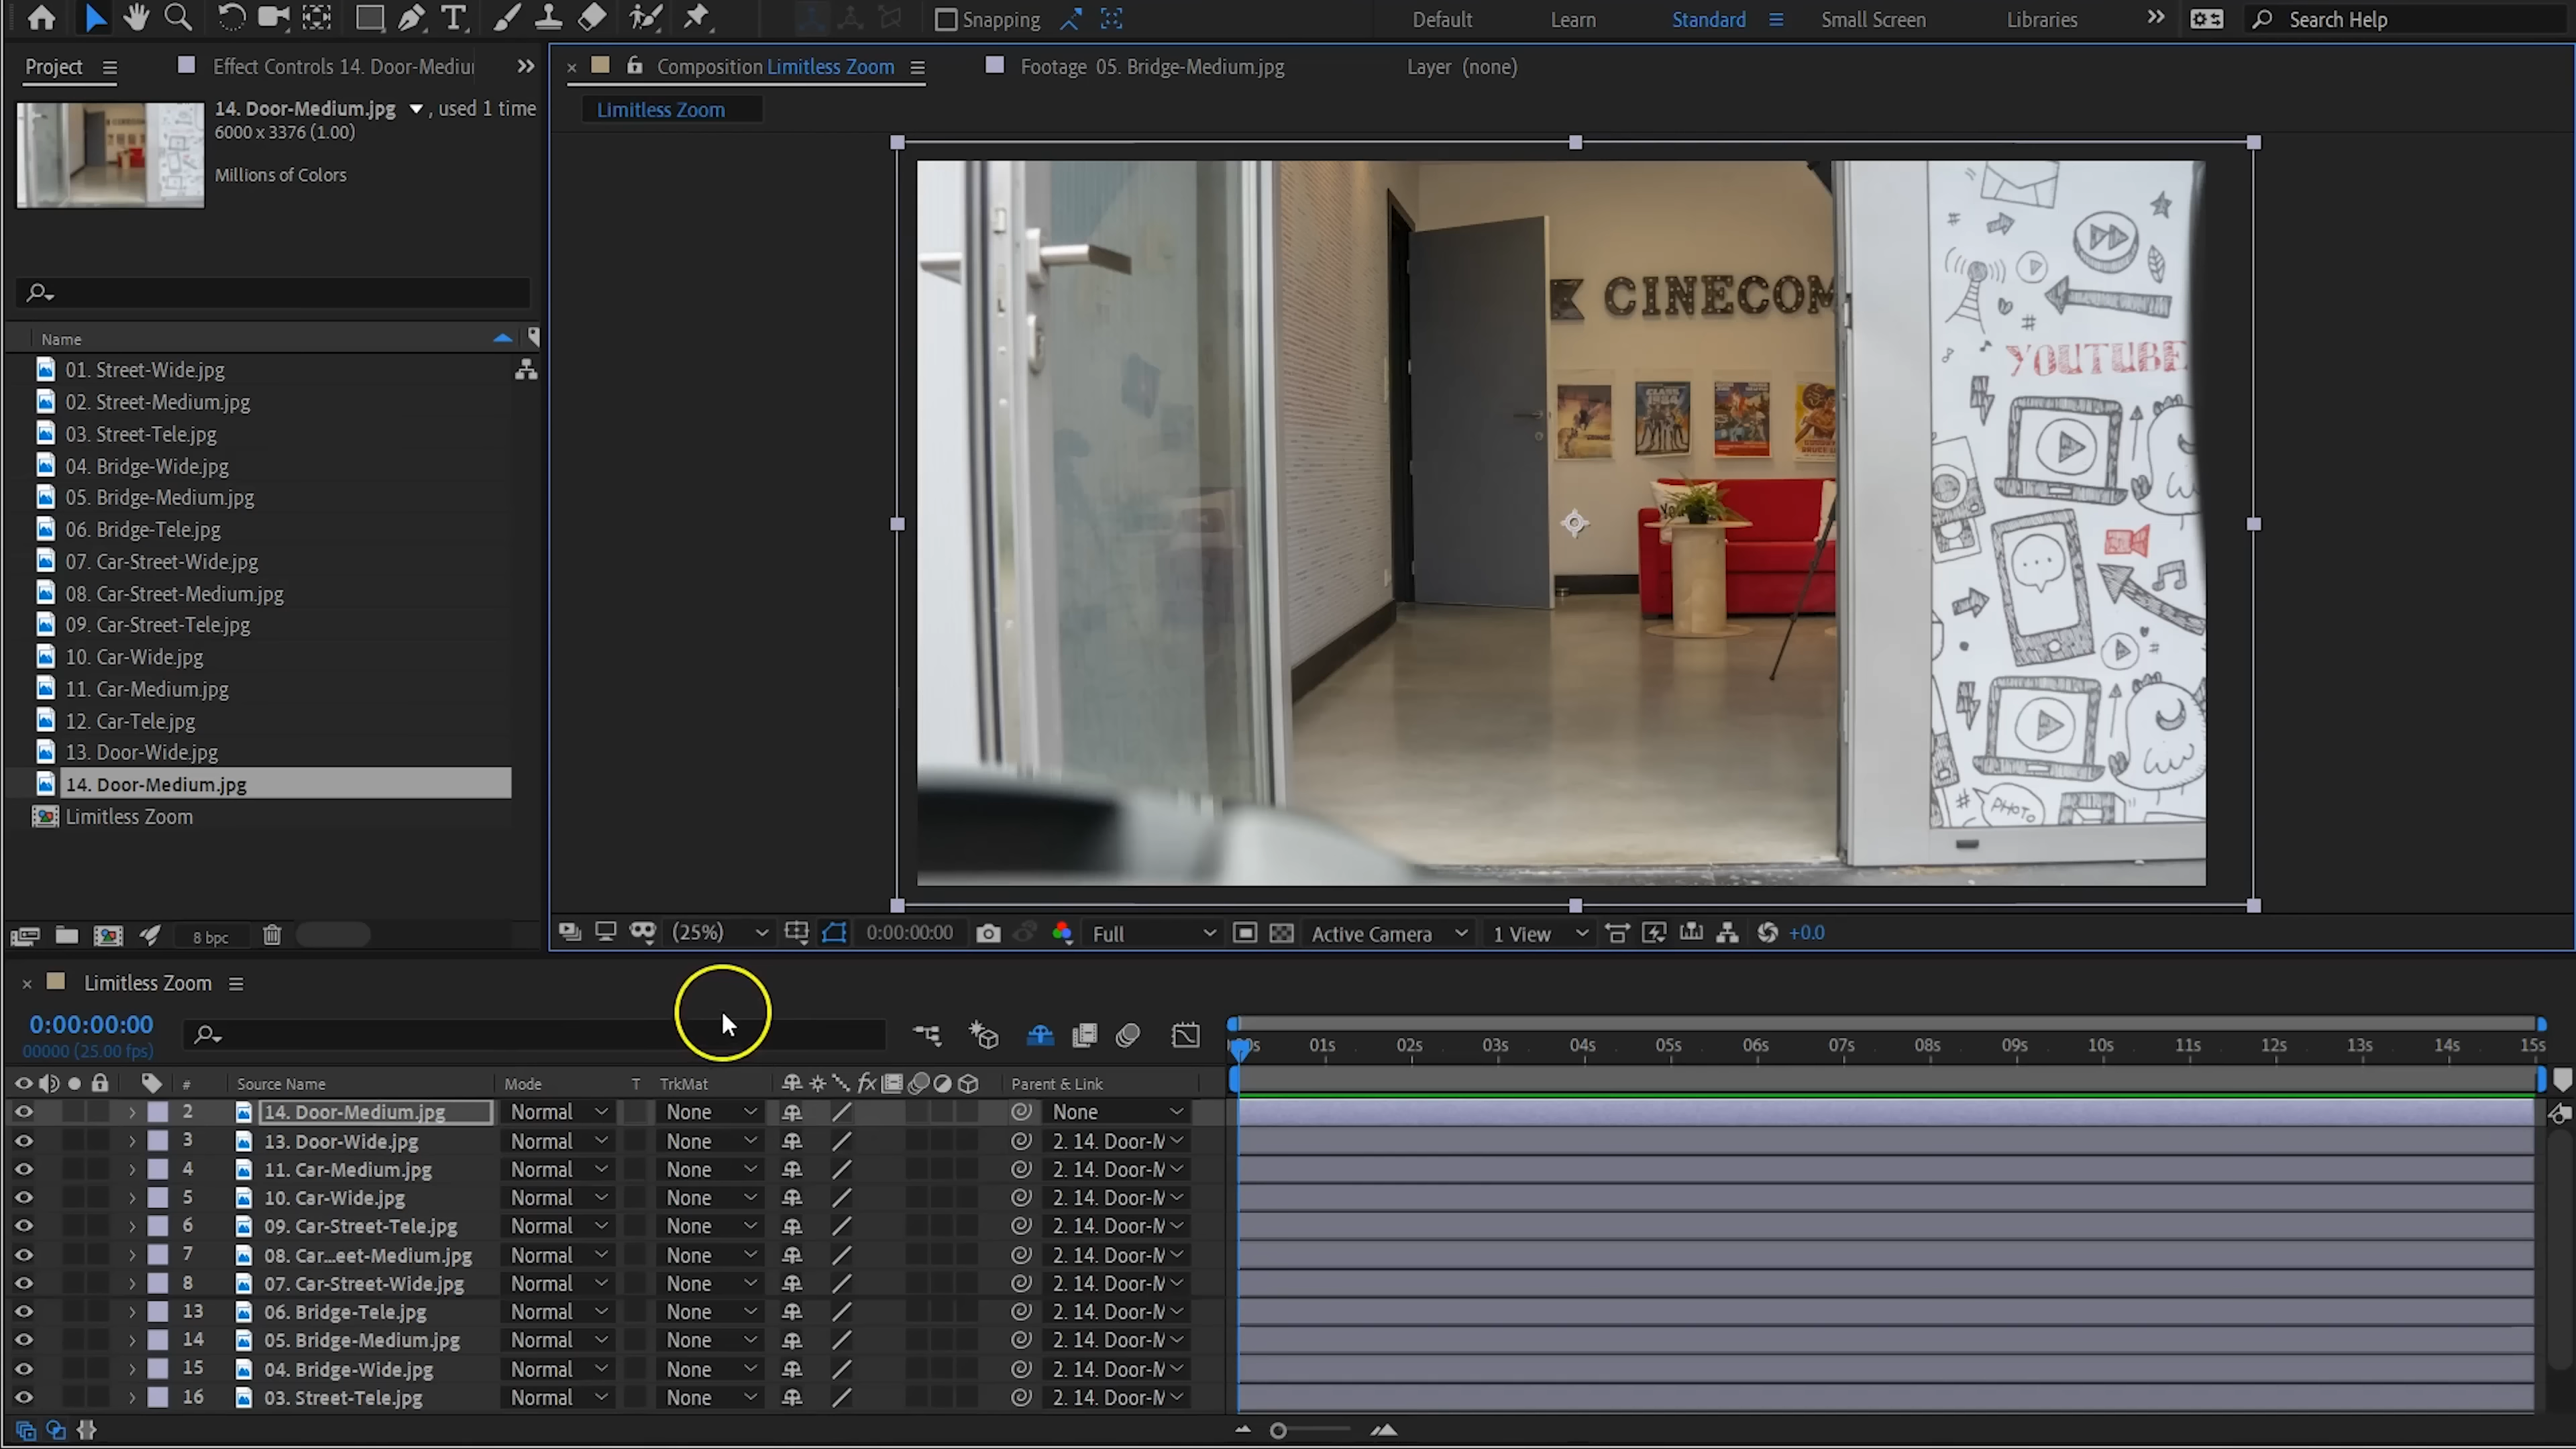 Snapping
Default
Learn
Standard
Small Screen
Libraries
Search Help
Project
Effect Controls 14. Door-Mediu
Composition Limitless Zoom
Footage 05. Bridge-Medium.jpg
Layer (none)
14. Door-Medium.jpg , used 1 time
6000 x 3376 (1.00)
Millions of Colors
Limitless Zoom
K CINECOM
YOUTUBE
PHOTO
Name
01. Street-Wide.jpg
02. Street-Medium.jpg
03. Street-Tele.jpg
04. Bridge-Wide.jpg
05. Bridge-Medium.jpg
06. Bridge-Tele.jpg
07. Car-Street-Wide.jpg
08. Car-Street-Medium.jpg
09. Car-Street-Tele.jpg
10. Car-Wide.jpg
11. Car-Medium.jpg
12. Car-Tele.jpg
13. Door-Wide.jpg
14. Door-Medium.jpg
Limitless Zoom
8 bpc
(25%)
0:00:00:00
Full
Active Camera
1 View
+0.0
Limitless Zoom
0:00:00:00
00000 (25.00 fps)
01s 02s 03s 04s 05s 06s 07s 08s 09s 10s 11s 12s 13s 14s 15s
# Source Name Mode T TrkMat fx Parent & Link
2 14. Door-Medium.jpg Normal None None
3 13. Door-Wide.jpg Normal None 2. 14. Door-M
4 11. Car-Medium.jpg Normal None 2. 14. Door-M
5 10. Car-Wide.jpg Normal None 2. 14. Door-M
6 09. Car-Street-Tele.jpg Normal None 2. 14. Door-M
7 08. Car...eet-Medium.jpg Normal None 2. 14. Door-M
8 07. Car-Street-Wide.jpg Normal None 2. 14. Door-M
13 06. Bridge-Tele.jpg Normal None 2. 14. Door-M
14 05. Bridge-Medium.jpg Normal None 2. 14. Door-M
15 04. Bridge-Wide.jpg Normal None 2. 14. Door-M
16 03. Street-Tele.jpg Normal None 2. 14. Door-M